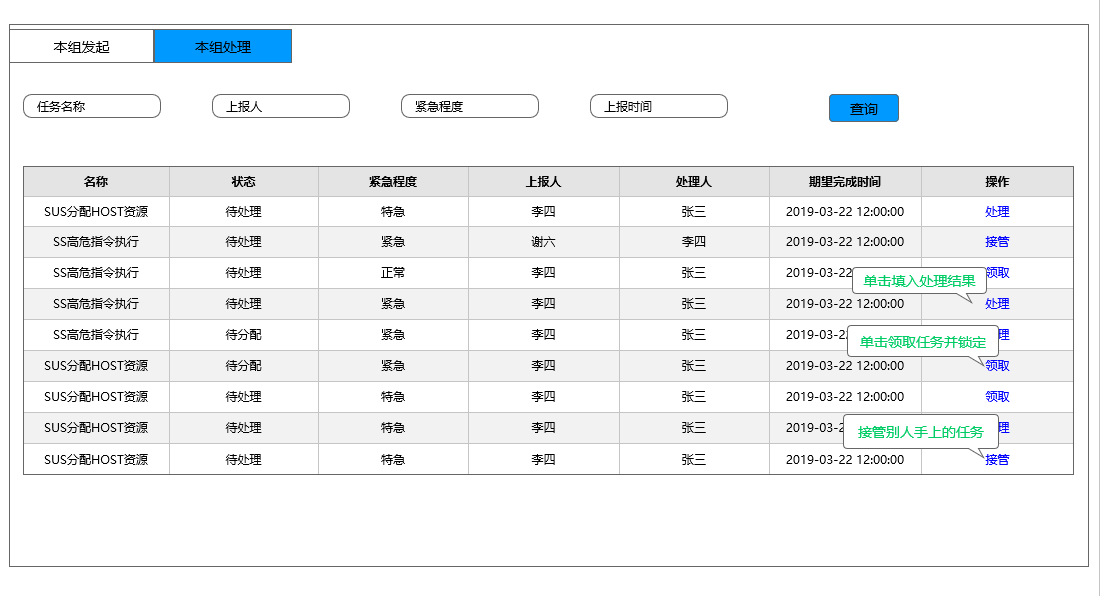 本组发起 本组处理
任务名称 上报人 紧急程度 上报时间 查询
名称 状态 紧急程度 上报人 处理人 期望完成时间 操作
SUS分配HOST资源 待处理 特急 李四 张三 2019-03-22 12:00:00 处理
SS高危指令执行 待处理 紧急 谢六 李四 2019-03-22 12:00:00 接管
SS高危指令执行 待处理 正常 李四 张三 2019-03-22 领取
单击填入处理结果
SS高危指令执行 待处理 紧急 李四 张三 2019-03-22 12:00:00 处理
SS高危指令执行 待分配 紧急 李四 张三 2019-03-2 理
单击领取任务并锁定
SUS分配HOST资源 待分配 紧急 李四 张三 2019-03-22 12:00:00 领取
SUS分配HOST资源 待处理 特急 李四 张三 2019-03-22 12:00:00 领取
SUS分配HOST资源 待处理 特急 李四 张三 2019-03-2 理
接管别人手上的任务
SUS分配HOST资源 待处理 特急 李四 张三 2019-03-22 12:00:00 接管